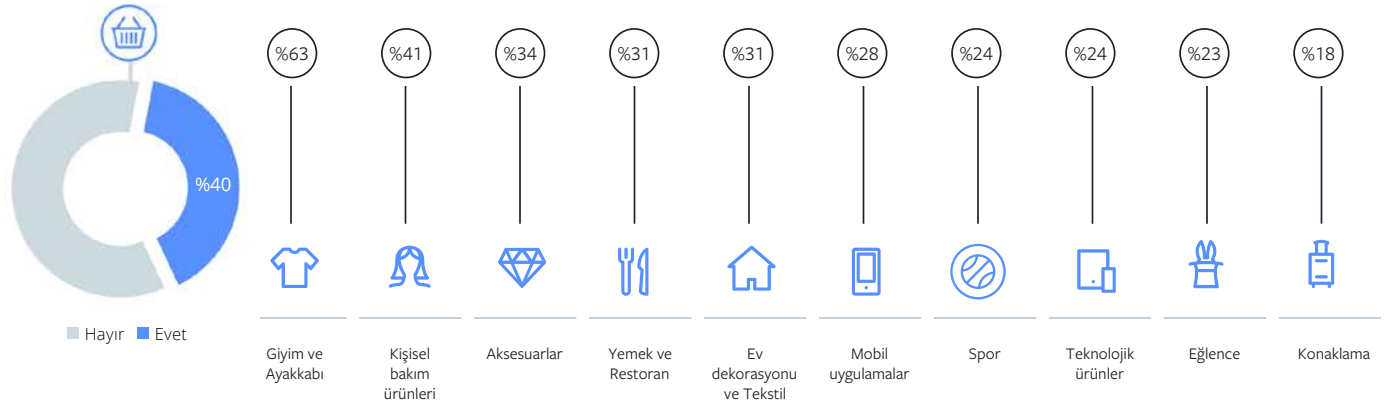 %40
Hayır
Evet
%63
%41
%34
%31
%31
%28
%24
%24
%23
%18
Giyim ve
Ayakkabı
Kişisel
bakım
ürünleri
Aksesuarlar
Yemek ve
Restoran
Ev
dekorasyonu
ve Tekstil
Mobil
uygulamalar
Spor
Teknolojik
ürünler
Eğlence
Konaklama